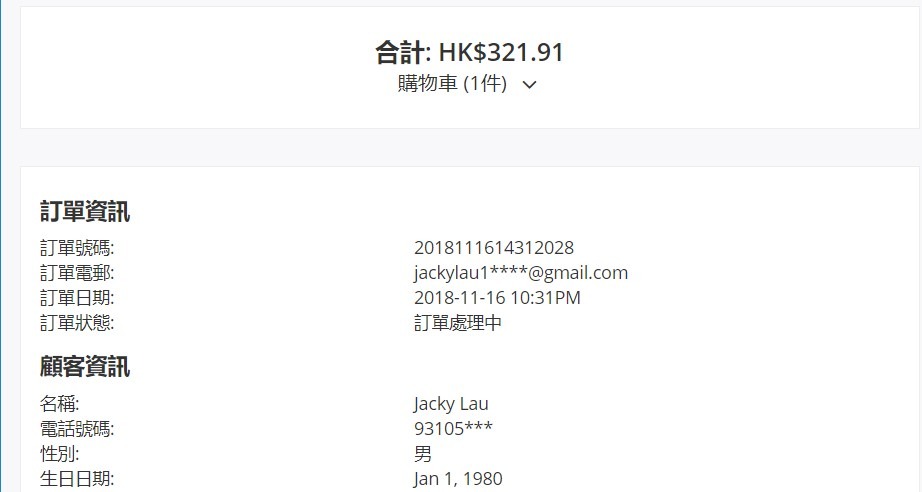 合計: HK$321.91
購物車 (1件)
訂單資訊
訂單號碼: 2018111614312028
訂單電郵: jackylau1****@gmail.com
訂單日期: 2018-11-16 10:31PM
訂單狀態: 訂單處理中
顧客資訊
名稱: Jacky Lau
電話號碼: 93105***
性別: 男
生日日期: Jan 1, 1980